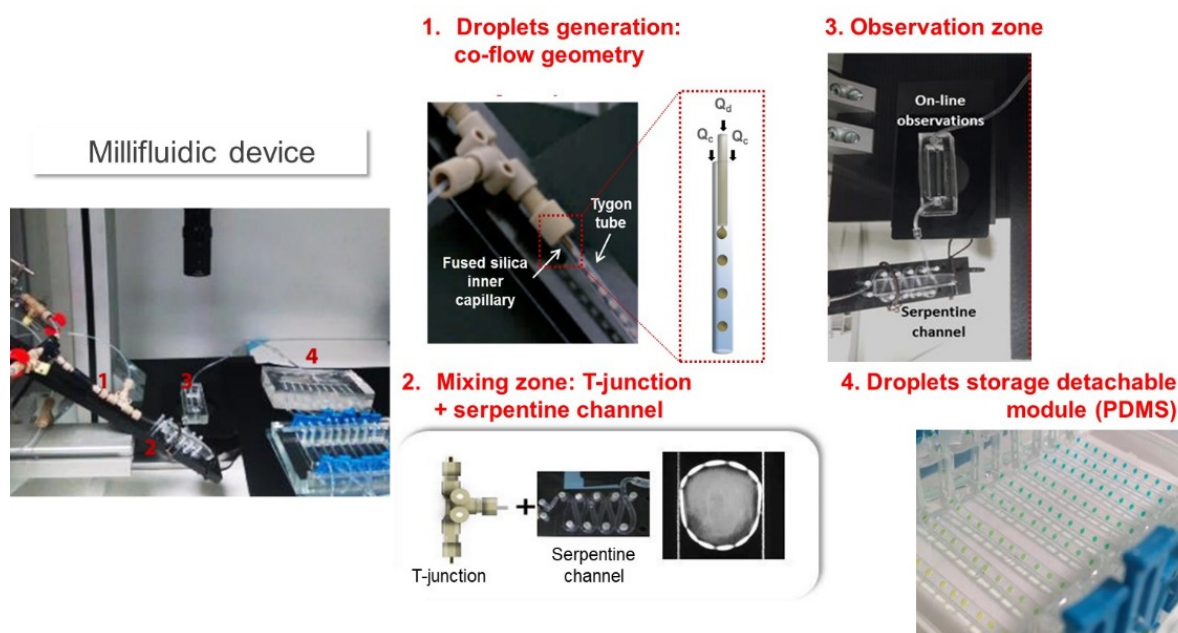 Millifluidic device
1
2
3
4
1. Droplets generation:
co-flow geometry
Q_d
Q_c
Q_c
Tygon
tube
Fused silica
inner
capillary
2. Mixing zone: T-junction
+ serpentine channel
+
T-junction
Serpentine
channel
3. Observation zone
On-line
observations
Serpentine
channel
4. Droplets storage detachable
module (PDMS)